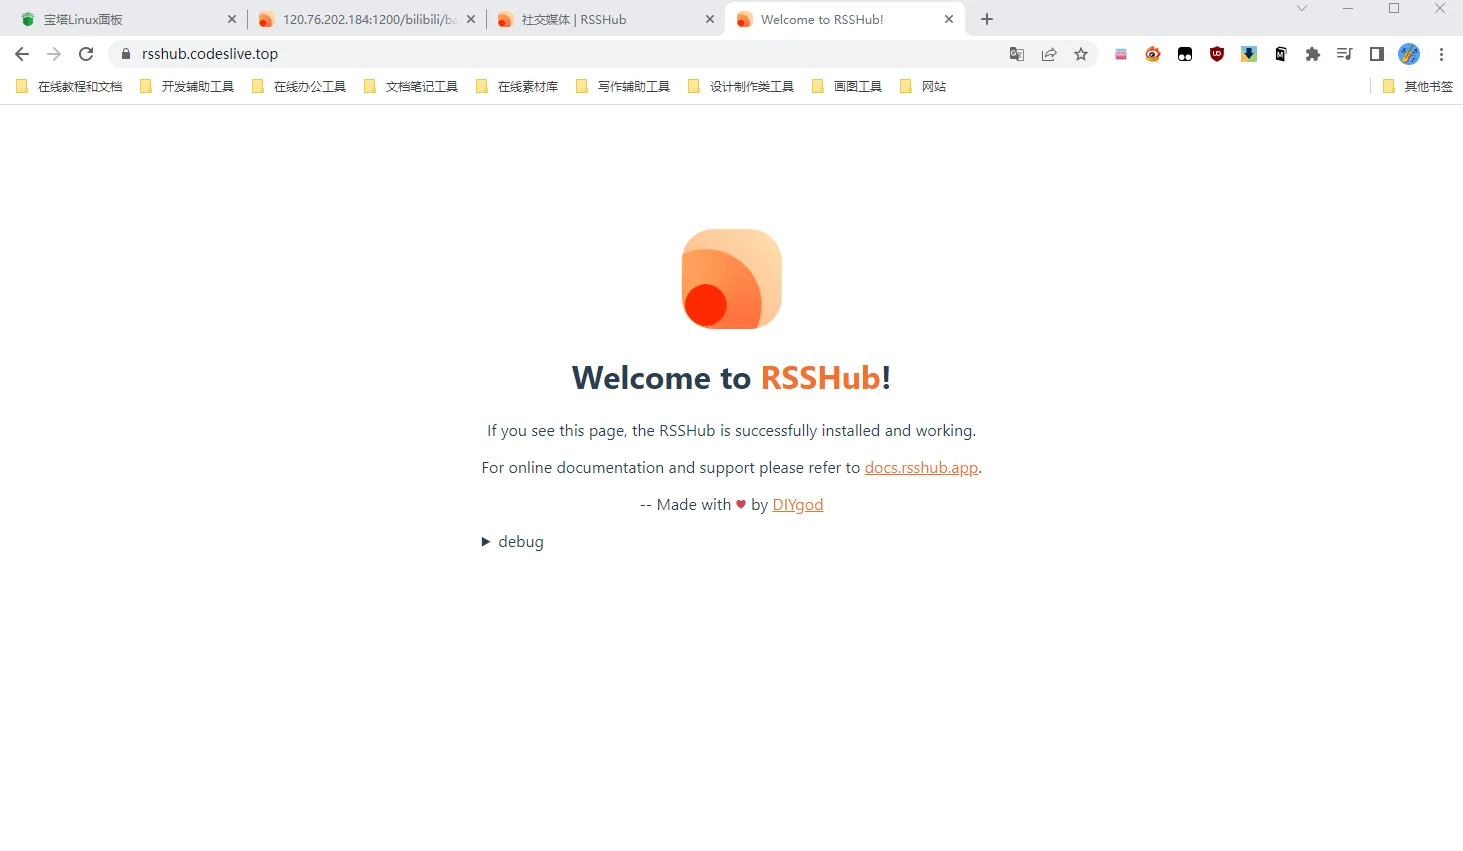 宝塔Linux面板
120.76.202.184:1200/bilibili/ba
社交媒体 | RSSHub
Welcome to RSSHub!
rsshub.codeslive.top
在线教程和文档 开发辅助工具 在线办公工具 文档笔记工具 在线素材库 写作辅助工具 设计制作类工具 画图工具 网站 其他书签
Welcome to RSSHub!
If you see this page, the RSSHub is successfully installed and working.
For online documentation and support please refer to docs.rsshub.app.
-- Made with ❤ by DIYgod
▶ debug